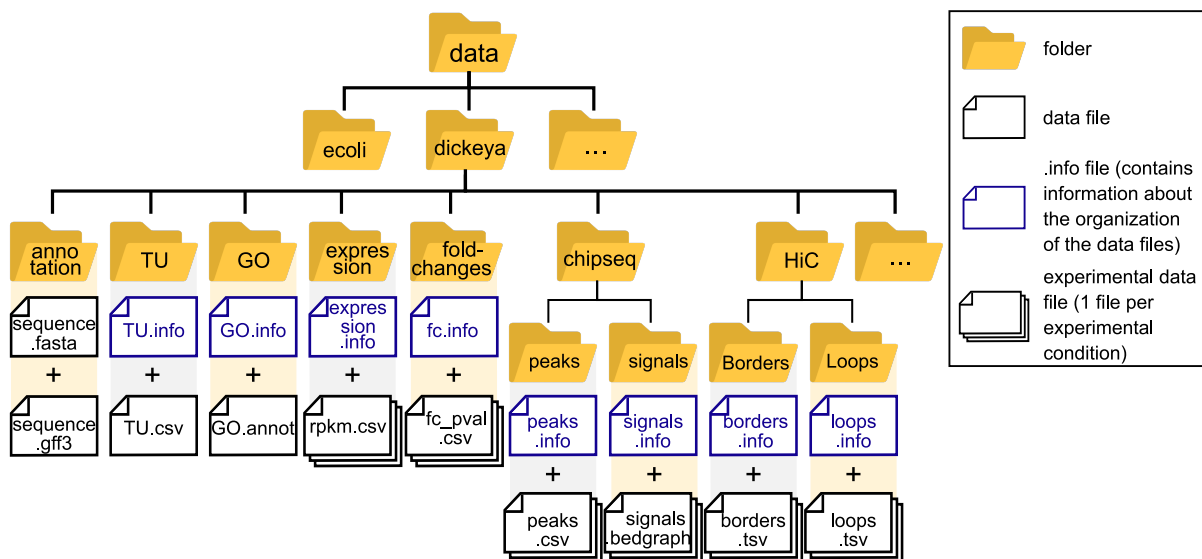 data
ecoli
dickeya
...
anno
tation
TU
GO
expres
sion
fold-
changes
chipseq
HiC
...
sequence
.fasta
TU.info
GO.info
expres
sion
.info
fc.info
+
+
+
+
+
sequence
.gff3
TU.csv
GO.annot
rpkm.csv
fc_pval
.csv
peaks
signals
Borders
Loops
peaks
.info
signals
.info
borders
.info
loops
.info
+
+
+
+
peaks
.csv
signals
.bedgraph
borders
.tsv
loops
.tsv
folder
data file
.info file (contains
information about
the organization
of the data files)
experimental data
file (1 file per
experimental
condition)